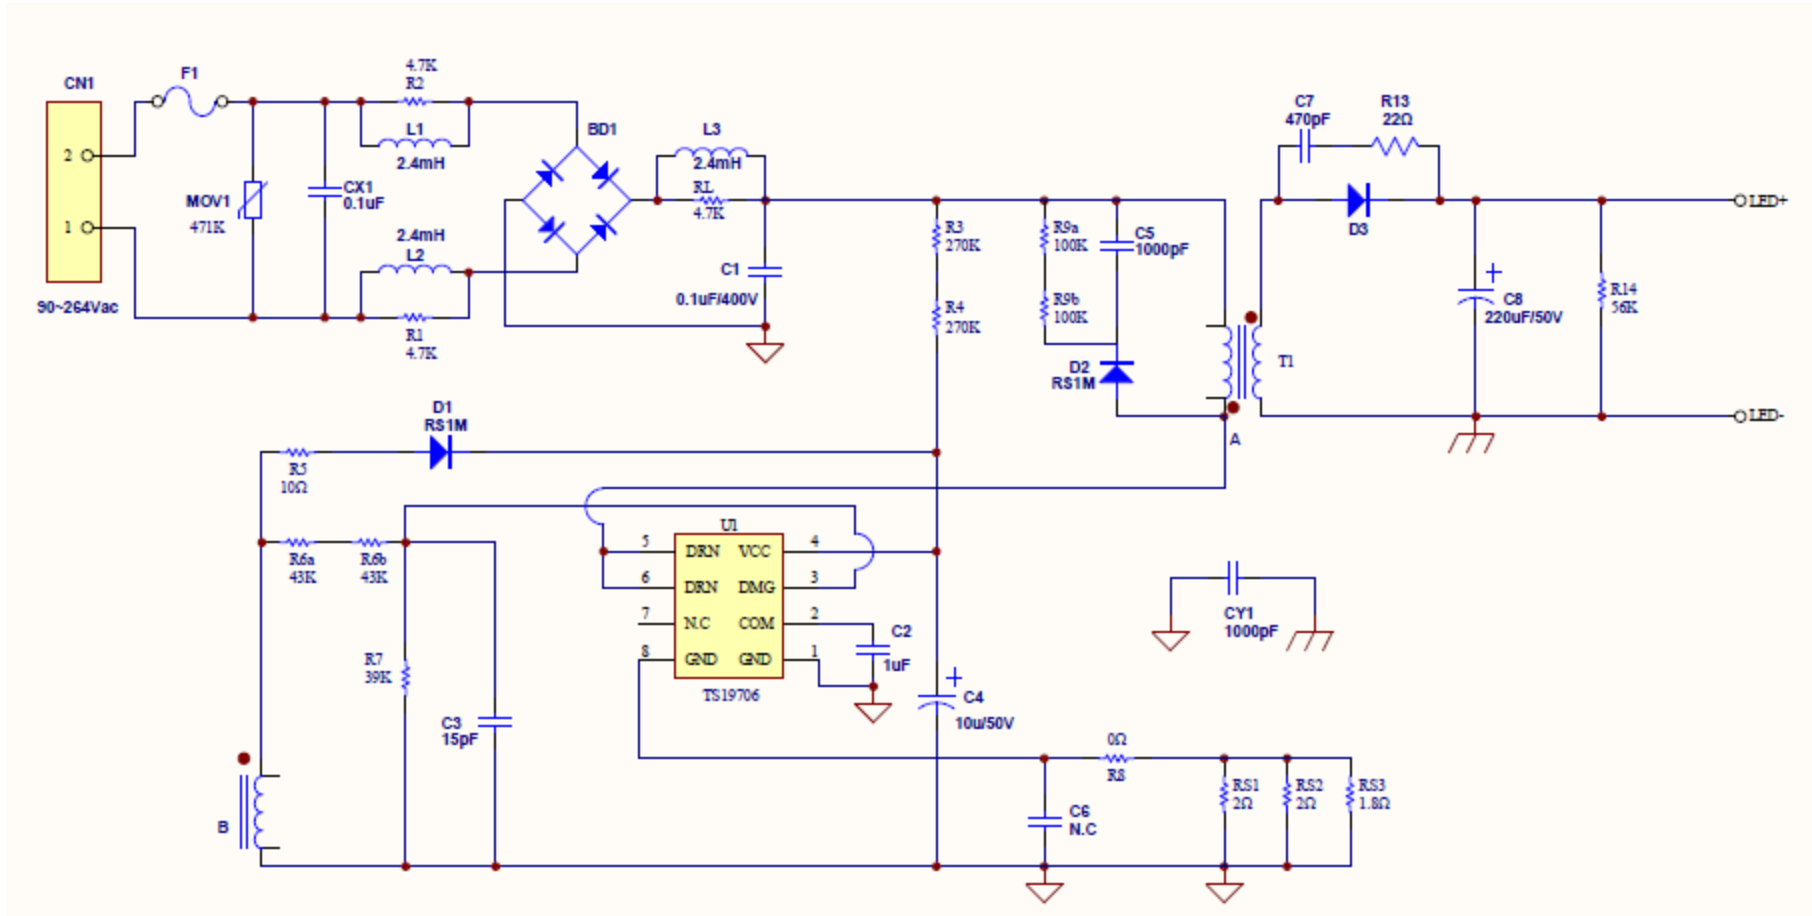 CN1
F1
4.7K
R2
L1
2.4mH
2
1
90~264Vac
MOV1
471K
CX1
0.1uF
2.4mH
L2
R1
4.7K
BD1
L3
2.4mH
RL
4.7K
C1
0.1uF/400V
R3
270K
R4
270K
R9a
100K
R9b
100K
C5
1000pF
D2
RS1M
A
T1
C7
470pF
R13
22Ω
D3
C8
220uF/50V
R14
56K
LED+
LED-
D1
RS1M
R5
10Ω
R6a
43K
R6b
43K
R7
39K
C3
15pF
B
U1
5 DRN VCC 4
6 DRN DMG 3
7 N.C COM 2
8 GND GND 1
TS19706
C2
1uF
C4
10u/50V
CY1
1000pF
0Ω
R8
C6
N.C
RS1
2Ω
RS2
2Ω
RS3
1.8Ω